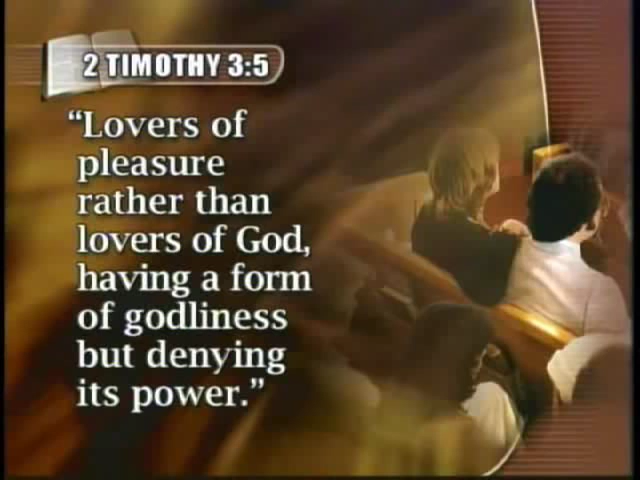 2 TIMOTHY 3:5
“Lovers of
pleasure
rather than
lovers of God,
having a form
of godliness
but denying
its power.”